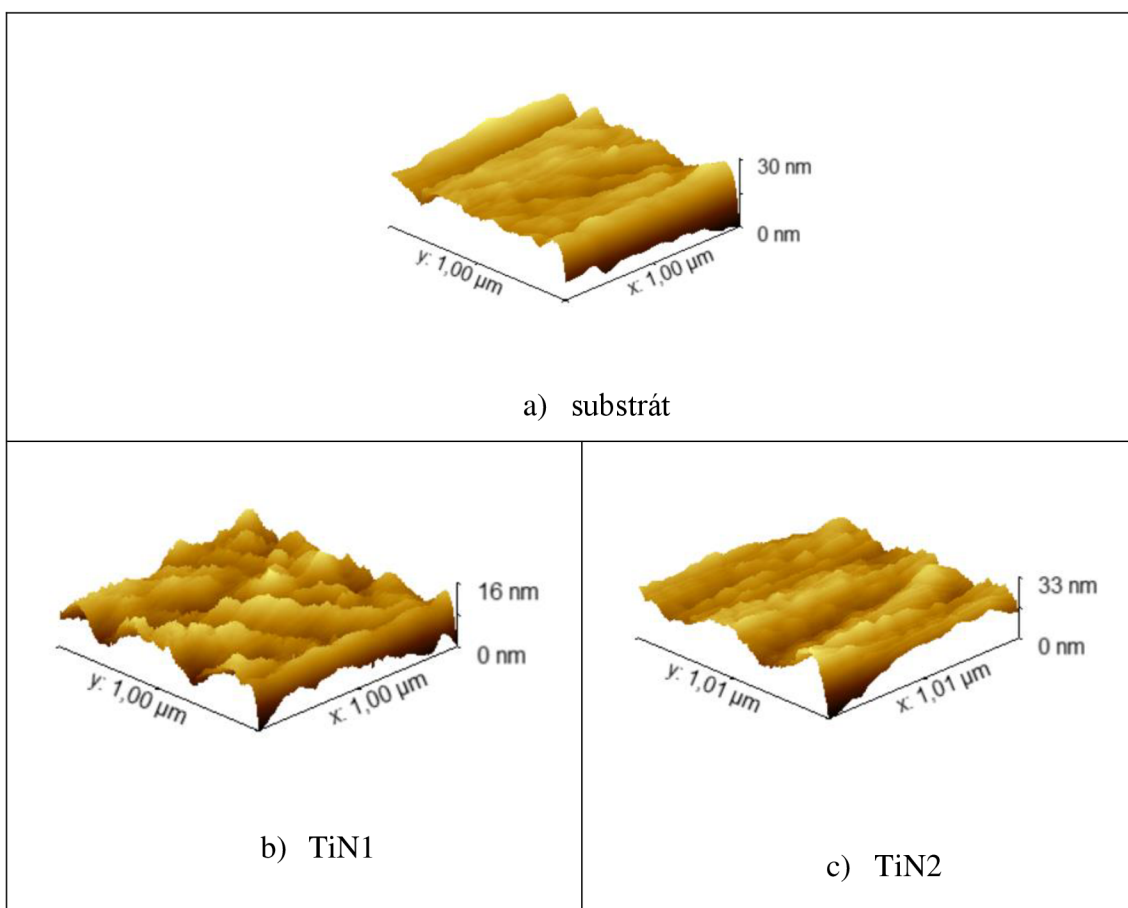 30 nm
0 nm
y: 1,00 µm
x: 1,00 µm
a) substrát
16 nm
0 nm
y: 1,00 µm
x: 1,00 µm
b) TiN1
33 nm
0 nm
y: 1,01 µm
x: 1,01 µm
c) TiN2